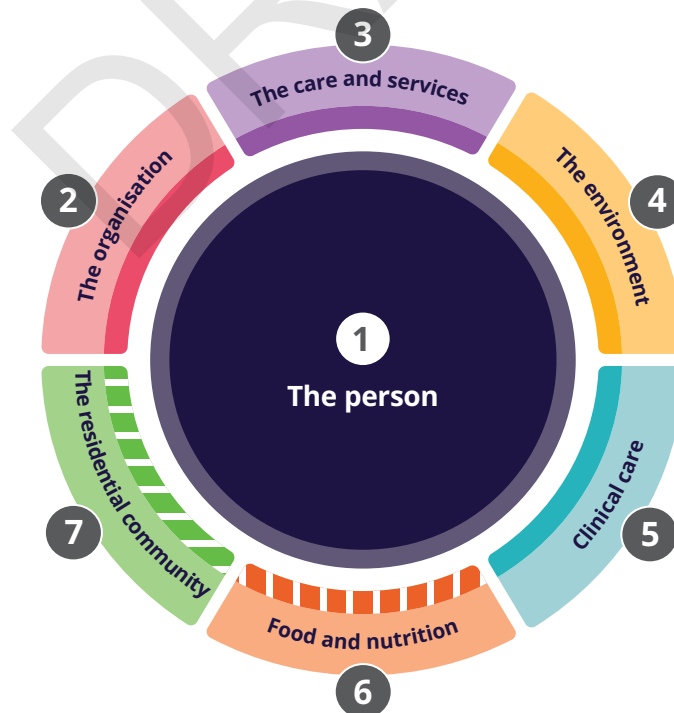 3
The care and services
2
The organisation
4
The environment
1
The person
7
The residential community
5
Clinical care
Food and nutrition
6